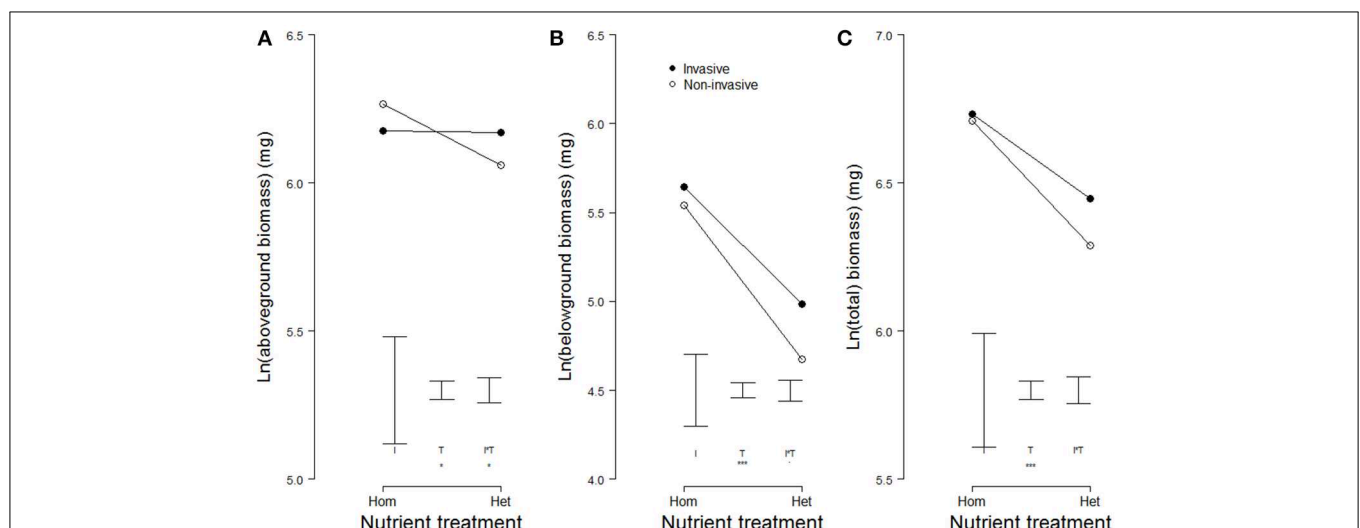 A
Ln(aboveground biomass) (mg)
6.5
6.0
5.5
5.0
I
T
I*T
*
*
Hom
Het
Nutrient treatment
B
Ln(belowground biomass) (mg)
6.5
6.0
5.5
5.0
4.5
4.0
Invasive
Non-invasive
I
T
I*T
***
.
Hom
Het
Nutrient treatment
C
Ln(total) biomass) (mg)
7.0
6.5
6.0
5.5
I
T
I*T
***
Hom
Het
Nutrient treatment